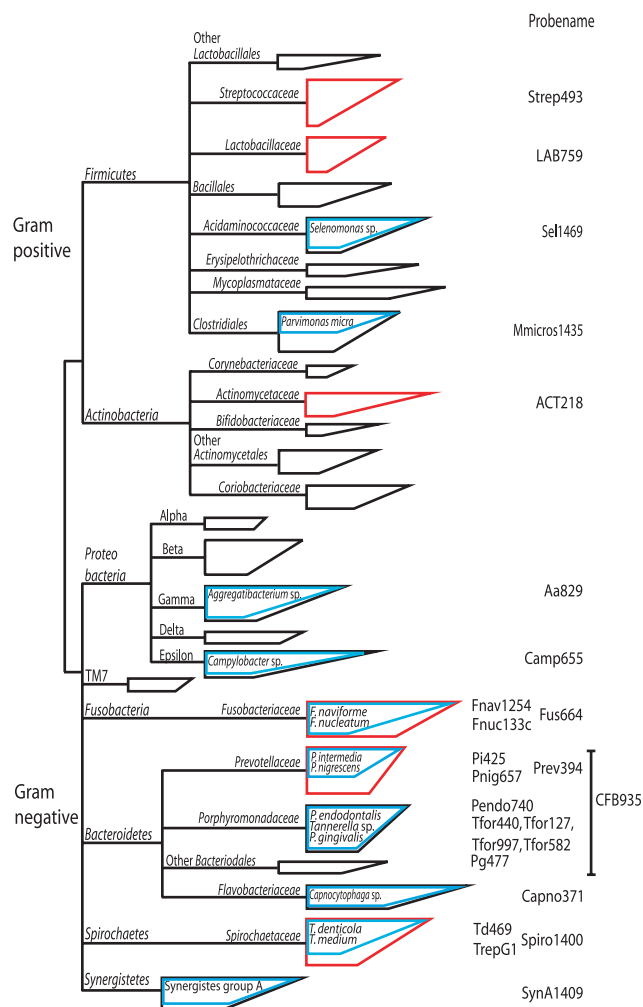 Probename
Other
Lactobacillales
Streptococcaceae
Strep493
Lactobacillaceae
LAB759
Firmicutes
Bacillales
Gram
positive
Acidaminococcaceae
Selenomonas sp.
Sel1469
Erysipelothrichaceae
Mycoplasmataceae
Clostridiales
Parvimonas micra
Mmicros1435
Corynebacteriaceae
Actinomycetaceae
ACT218
Actinobacteria
Bifidobacteriaceae
Other
Actinomycetales
Coriobacteriaceae
Alpha
Proteo
bacteria
Beta
Gamma
Aggregatibacterium sp.
Aa829
Delta
Epsilon
Campylobacter sp.
Camp655
TM7
Fusobacteria
Fusobacteriaceae
F. naviforme
F. nucleatum
Fnav1254
Fnuc133c
Fus664
Gram
negative
Prevotellaceae
P. intermedia
P. nigrescens
Pi425
Pnig657
Prev394
CFB935
Bacteroidetes
Porphyromonadaceae
P. endodontalis
Tannerella sp.
P. gingivalis
Pendo740
Tfor440,Tfor127,
Tfor997,Tfor582
Pg477
Other Bacteriodales
Flavobacteriaceae
Capnocytophaga sp.
Capno371
Spirochaetes
Spirochaetaceae
T. denticola
T. medium
Td469
TrepG1
Spiro1400
Synergistetes
Synergistes group A
SynA1409